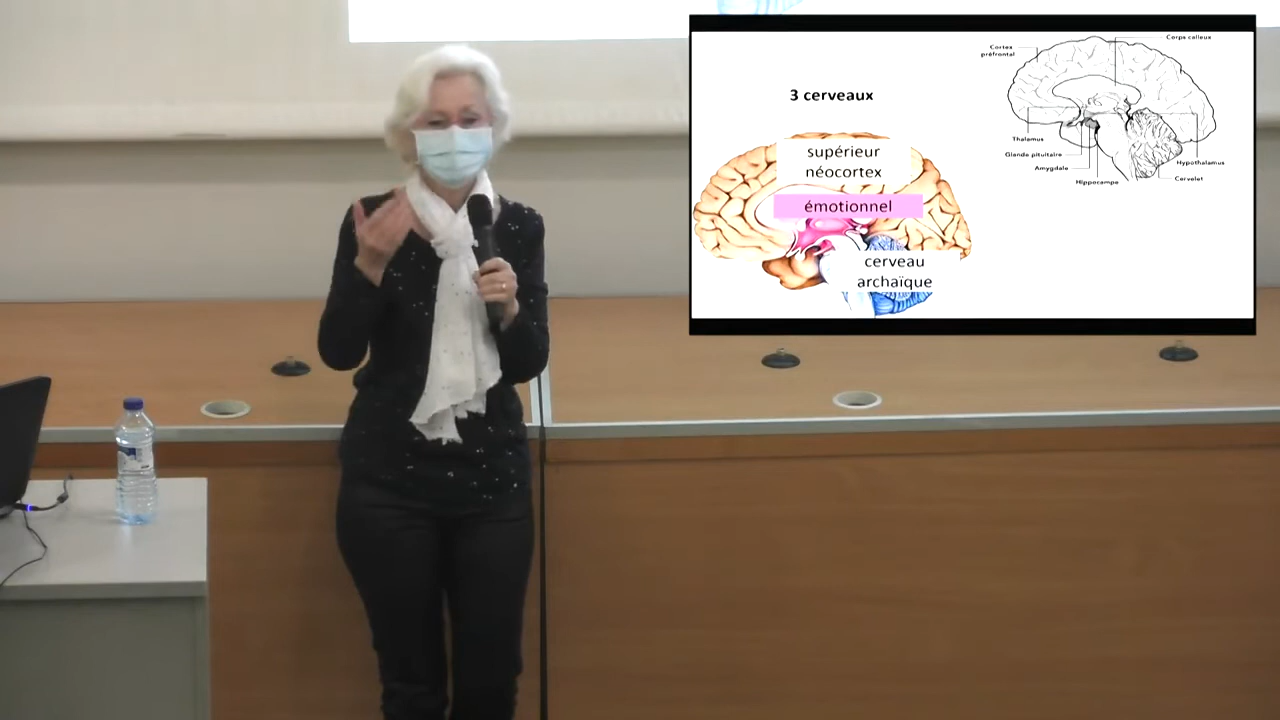 3 cerveaux
supérieur
néocortex
émotionnel
cerveau
archaïque
Corps calleux
Cortex
préfrontal
Thalamus
Glande pituitaire
Amygdale
Hippocampe
Hypothalamus
Cervelet